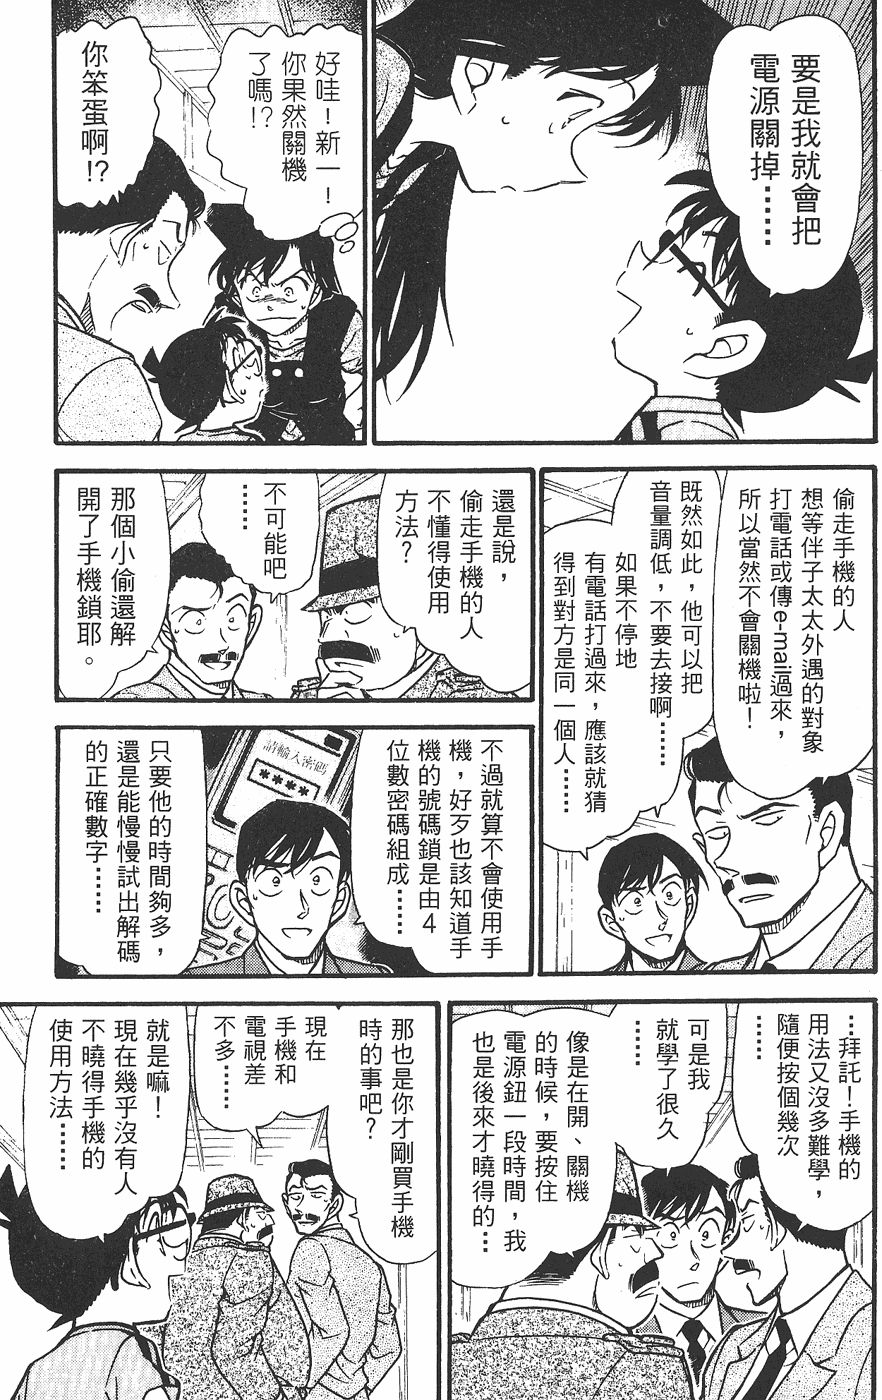 要是我就會把
電源關掉……
好哇！新一！
你果然關機
了嗎!?
你笨蛋啊!?
偷走手機的人
想等伴子太太外遇的對象
打電話或傳e-mail過來，
所以當然不會關機啦！
既然如此，他可以把
音量調低，不要去接啊……
如果不停地
有電話打過來，應該就猜
得到對方是同一個人……
還是說，
偷走手機的人
不懂得使用
方法？
不可能吧
……
那個小偷還解
開了手機鎖耶。
不過就算不會使用手
機，好歹也該知道手
機的號碼鎖是由4
位數密碼組成……
請輸入密碼
****
只要他的時間夠多，
還是能慢慢試出解碼
的正確數字……
…拜託！手機的
用法又沒多難學，
隨便按個幾次
……
可是我
就學了很久
……
像是在開、關機
的時候，要按住
電源鈕一段時間，我
也是後來才曉得的…
那也是你才剛買手機
時的事吧？
現在
手機和
電視差
不多……
就是嘛！
現在幾乎沒有人
不曉得手機的
使用方法……